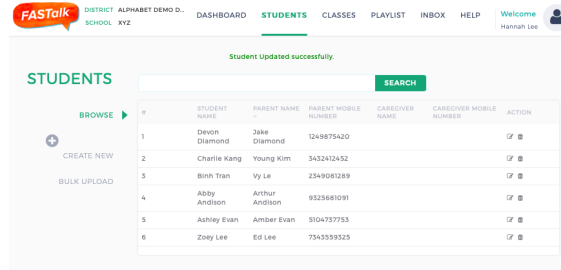 FASTalk
DISTRICT ALPHABET DEMO D...
SCHOOL XYZ
DASHBOARD STUDENTS CLASSES PLAYLIST INBOX HELP
Welcome
Hannah Lee
Student Updated successfully.
STUDENTS
SEARCH
BROWSE
CREATE NEW
BULK UPLOAD
# STUDENT NAME PARENT NAME PARENT MOBILE NUMBER CAREGIVER NAME CAREGIVER MOBILE NUMBER ACTION
1 Devon Diamond Jake Diamond 1249875420
2 Charlie Kang Young Kim 3432412452
3 Binh Tran Vy Le 2349081289
4 Abby Andison Arthur Andison 9325681091
5 Ashley Evan Amber Evan 5104737753
6 Zoey Lee Ed Lee 7343559325